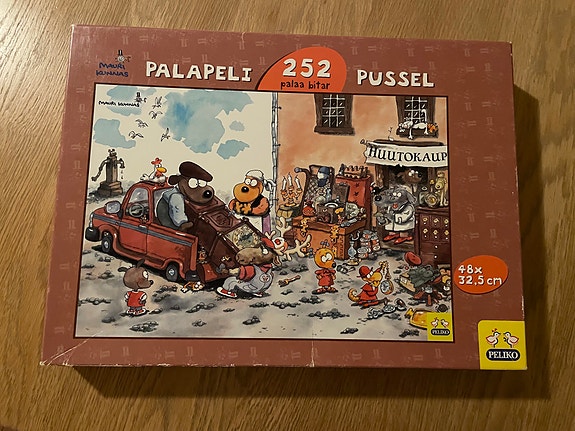 MAURI
KUNNAS
PALAPELI
252
palaa bitar
PUSSEL
MAURI KUNNAS
HUUTOKAUP
48x
32,5 cm
PELIKO
PELIKO